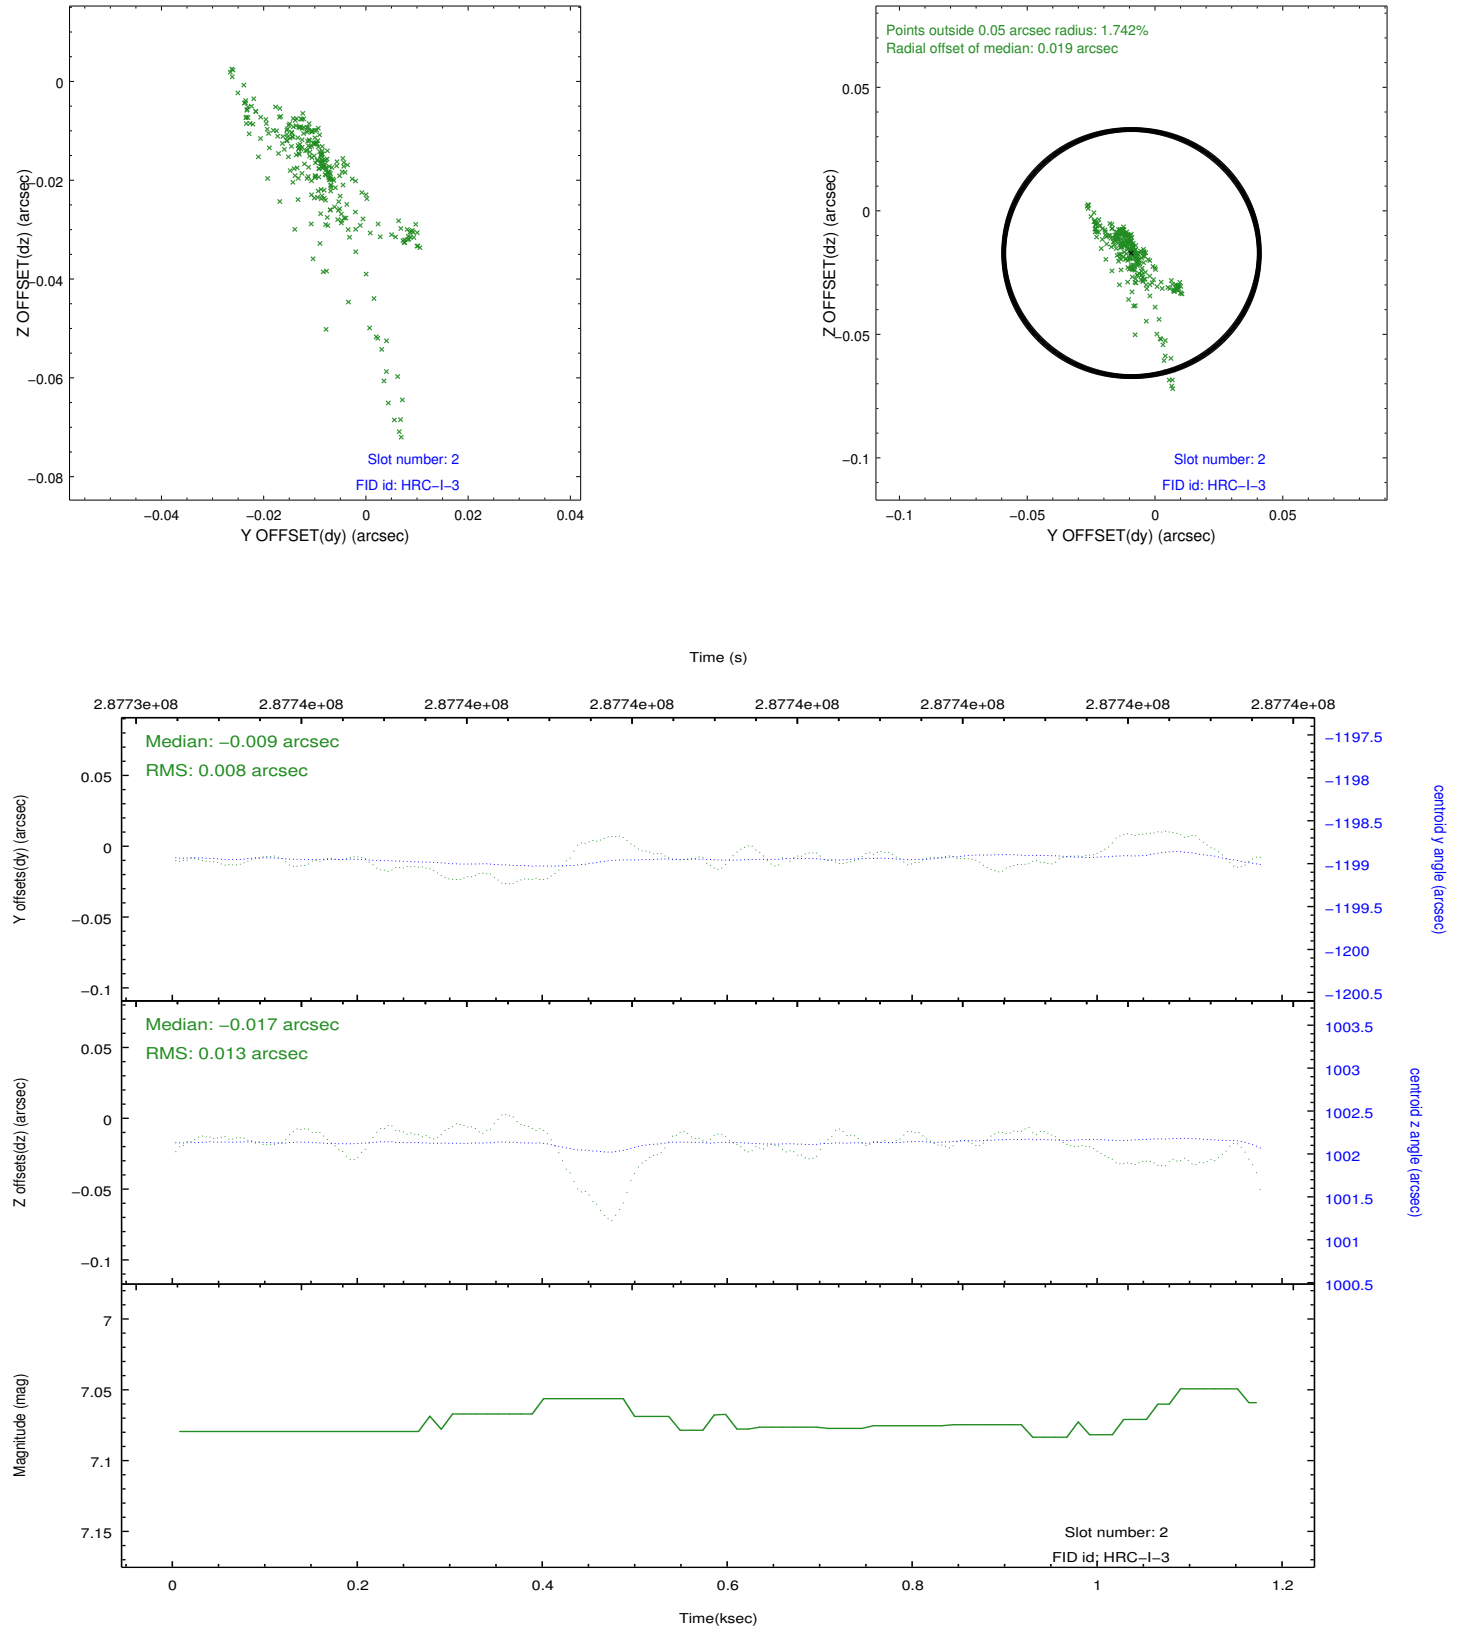 0
−0.02
−0.04
−0.06
−0.08
Z OFFSET(dz) (arcsec)
Slot number: 2
FID id: HRC−I−3
−0.04
−0.02
0
0.02
0.04
Y OFFSET(dy) (arcsec)
Points outside 0.05 arcsec radius: 1.742%
Radial offset of median: 0.019 arcsec
0.05
0
−0.05
−0.1
Z OFFSET(dz) (arcsec)
Slot number: 2
FID id: HRC−I−3
−0.1
−0.05
0
0.05
Y OFFSET(dy) (arcsec)
Time (s)
2.8773e+08
2.8774e+08
2.8774e+08
2.8774e+08
2.8774e+08
2.8774e+08
2.8774e+08
2.8774e+08
Median: −0.009 arcsec
RMS: 0.008 arcsec
0.05
0
−0.05
−0.1
Y offsets(dy) (arcsec)
−1197.5
−1198
−1198.5
−1199
−1199.5
−1200
−1200.5
centroid y angle (arcsec)
Median: −0.017 arcsec
RMS: 0.013 arcsec
0.05
0
−0.05
−0.1
Z offsets(dz) (arcsec)
1003.5
1003
1002.5
1002
1001.5
1001
1000.5
centroid z angle (arcsec)
7
7.05
7.1
7.15
Magnitude (mag)
Slot number: 2
FID id: HRC−I−3
0
0.2
0.4
0.6
0.8
1
1.2
Time(ksec)